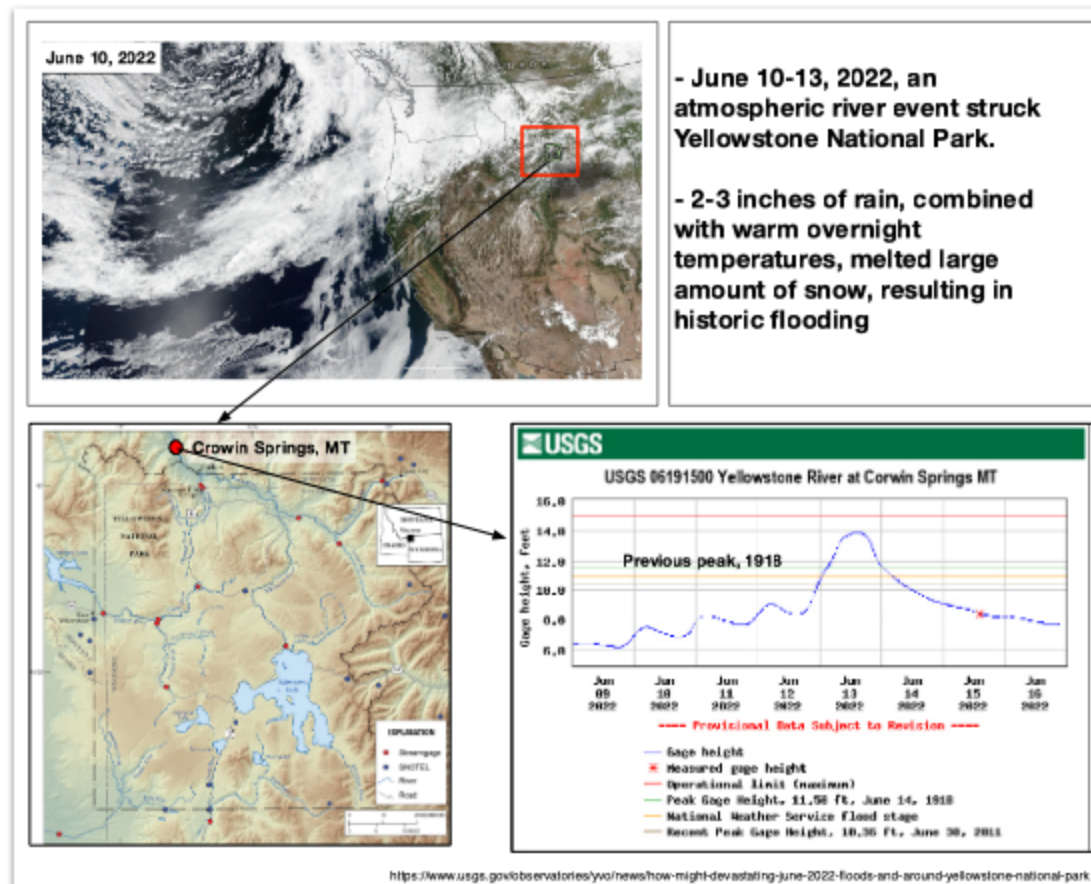 June 10, 2022
- June 10-13, 2022, an
atmospheric river event struck
Yellowstone National Park.
- 2-3 inches of rain, combined
with warm overnight
temperatures, melted large
amount of snow, resulting in
historic flooding
Crowin Springs, MT
YELLOWSTONE
NATIONAL
PARK
EXPLANATION
Streamgage
SNOTEL
River
Road
USGS
USGS 06191500 Yellowstone River at Corwin Springs MT
Gage height, feet
16.0
14.0
12.0
10.0
8.0
6.0
Previous peak, 1918
Jun Jun Jun Jun Jun Jun Jun Jun
09 10 11 12 13 14 15 16
2022 2022 2022 2022 2022 2022 2022 2022
---- Provisional Data Subject to Revision ----
Gage height
Measured gage height
Operational limit (maximum)
Peak Gage Height, 11.50 ft, June 14, 1918
National Weather Service flood stage
Recent Peak Gage Height, 10.36 ft, June 30, 2011
https://www.usgs.gov/observatories/yvo/news/how-might-devastating-june-2022-floods-and-around-yellowstone-national-park